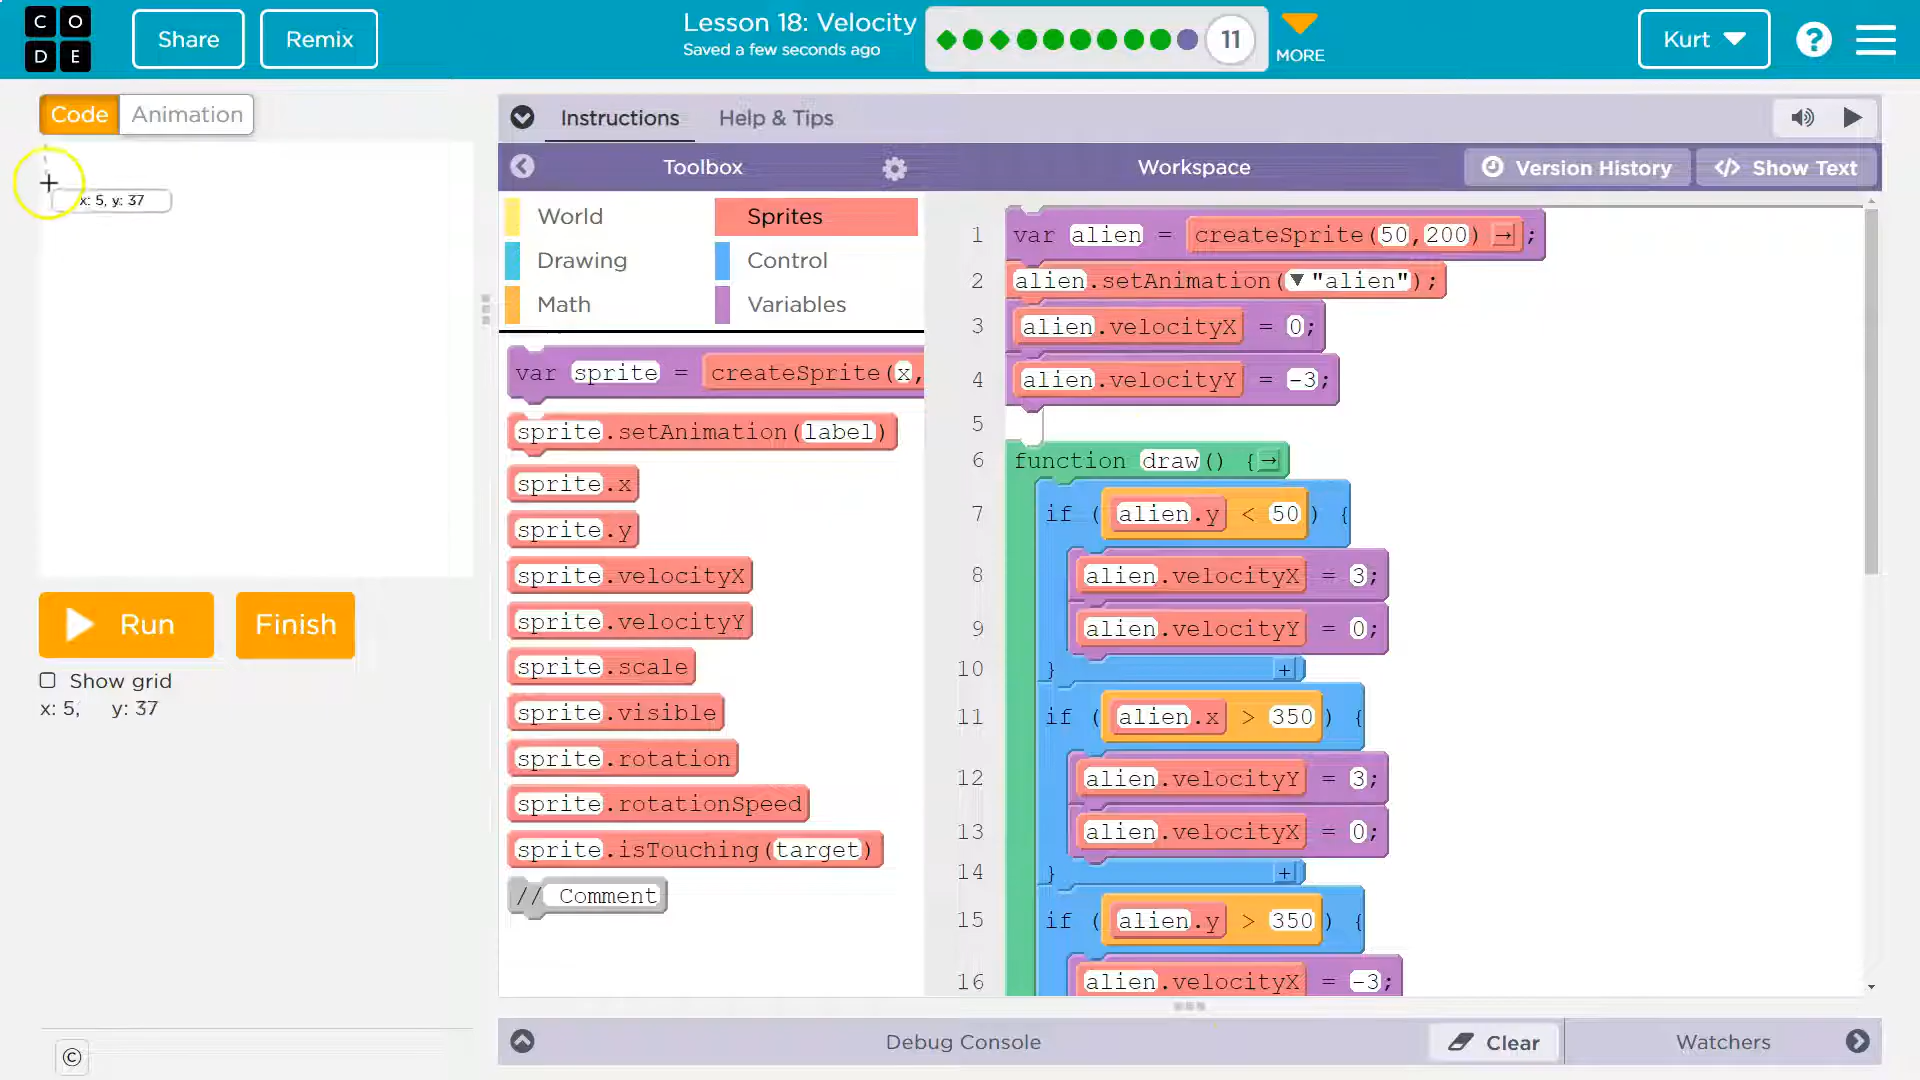 CODE
Share
Remix
Lesson 18: Velocity
Saved a few seconds ago
11
MORE
Kurt
?
Code
Animation
Instructions
Help & Tips
Toolbox
Workspace
Version History
</> Show Text
x: 5, y: 37
World
Sprites
Drawing
Control
Math
Variables
var sprite = createSprite(x,
sprite.setAnimation(label)
sprite.x
sprite.y
sprite.velocityX
sprite.velocityY
sprite.scale
sprite.visible
sprite.rotation
sprite.rotationSpeed
sprite.isTouching(target)
// Comment
1 var alien = createSprite(50,200) → ;
2 alien.setAnimation(▼"alien");
3 alien.velocityX = 0;
4 alien.velocityY = -3;
5
6 function draw() {→
7 if (alien.y < 50) {
8 alien.velocityX = 3;
9 alien.velocityY = 0;
10 } +
11 if (alien.x > 350) {
12 alien.velocityY = 3;
13 alien.velocityX = 0;
14 } +
15 if (alien.y > 350) {
16 alien.velocityX = -3;
Run
Finish
Show grid
x: 5, y: 37
©
Debug Console
Clear
Watchers